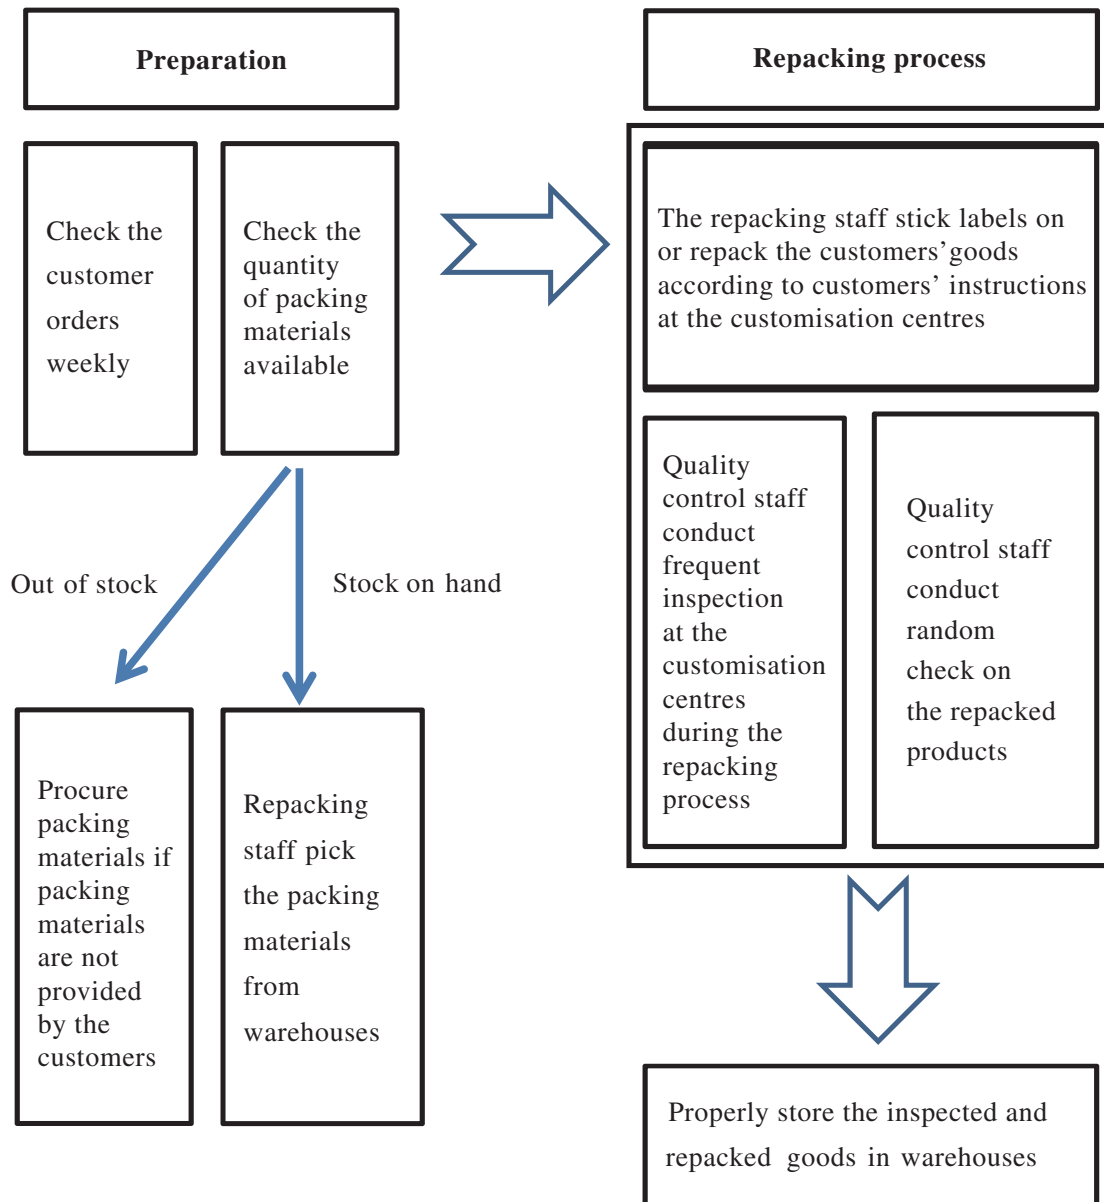 Preparation
Check the
customer
orders
weekly
Check the
quantity
of packing
materials
available
Out of stock
Stock on hand
Procure
packing
materials if
packing
materials
are not
provided
by the
customers
Repacking
staff pick
the packing
materials
from
warehouses
Repacking process
The repacking staff stick labels on
or repack the customers’goods
according to customers’ instructions
at the customisation centres
Quality
control staff
conduct
frequent
inspection
at the
customisation
centres
during the
repacking
process
Quality
control staff
conduct
random
check on
the repacked
products
Properly store the inspected and
repacked goods in warehouses